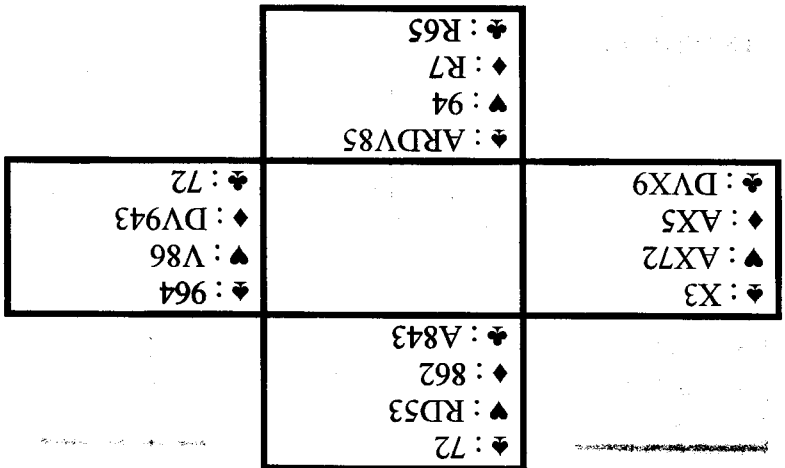 ♠ : 72
♥ : RD53
♦ : 862
♣ : A843
♠ : 964
♥ : V86
♦ : DV943
♣ : 72
♠ : X3
♥ : AX72
♦ : AX5
♣ : DVX9
♠ : ARDV85
♥ : 94
♦ : R7
♣ : R65